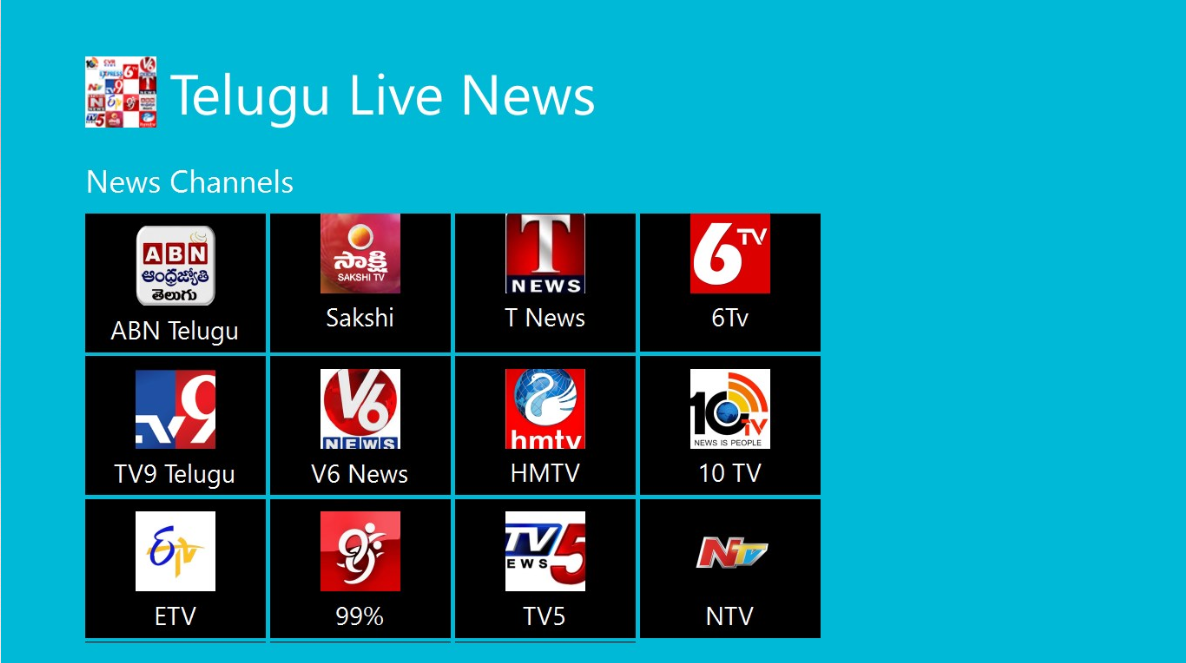 Telugu Live News
News Channels
ABN
ఆంధ్రజ్యోతి
తెలుగు
ABN Telugu
సాక్షి
SAKSHI TV
Sakshi
T
NEWS
T News
6TV
6Tv
TV9
TV9 Telugu
V6
NEWS
V6 News
hmtv
HMTV
10TV
NEWS IS PEOPLE
10 TV
ETV
99%
TV5
NEWS
TV5
NTV
NTV